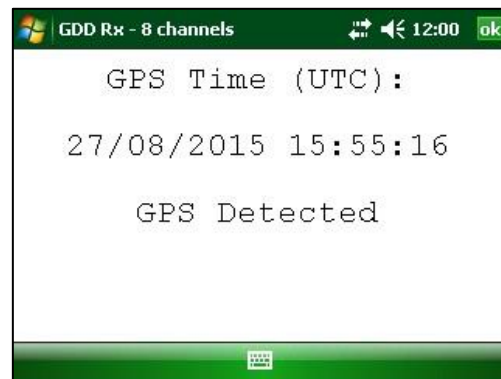 GDD Rx - 8 channels 12:00 ok
GPS Time (UTC):
27/08/2015 15:55:16
GPS Detected